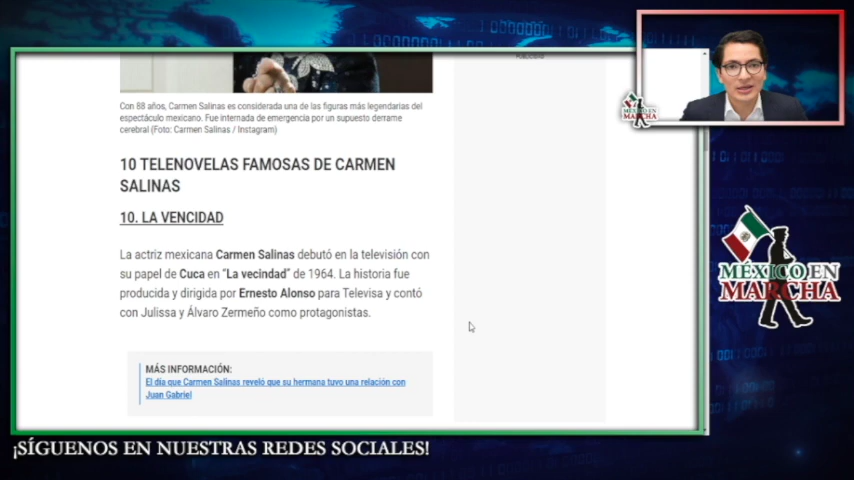 PUBLICIDAD
Con 88 años, Carmen Salinas es considerada una de las figuras más legendarias del
espectáculo mexicano. Fue internada de emergencia por un supuesto derrame
cerebral (Foto: Carmen Salinas / Instagram)
10 TELENOVELAS FAMOSAS DE CARMEN
SALINAS
10. LA VENCIDAD
La actriz mexicana Carmen Salinas debutó en la televisión con
su papel de Cuca en "La vecindad" de 1964. La historia fue
producida y dirigida por Ernesto Alonso para Televisa y contó
con Julissa y Álvaro Zermeño como protagonistas.
MÁS INFORMACIÓN:
El día que Carmen Salinas reveló que su hermana tuvo una relación con
Juan Gabriel
MÉXICO EN
MARCHA
MÉXICO EN
MARCHA
¡SÍGUENOS EN NUESTRAS REDES SOCIALES!